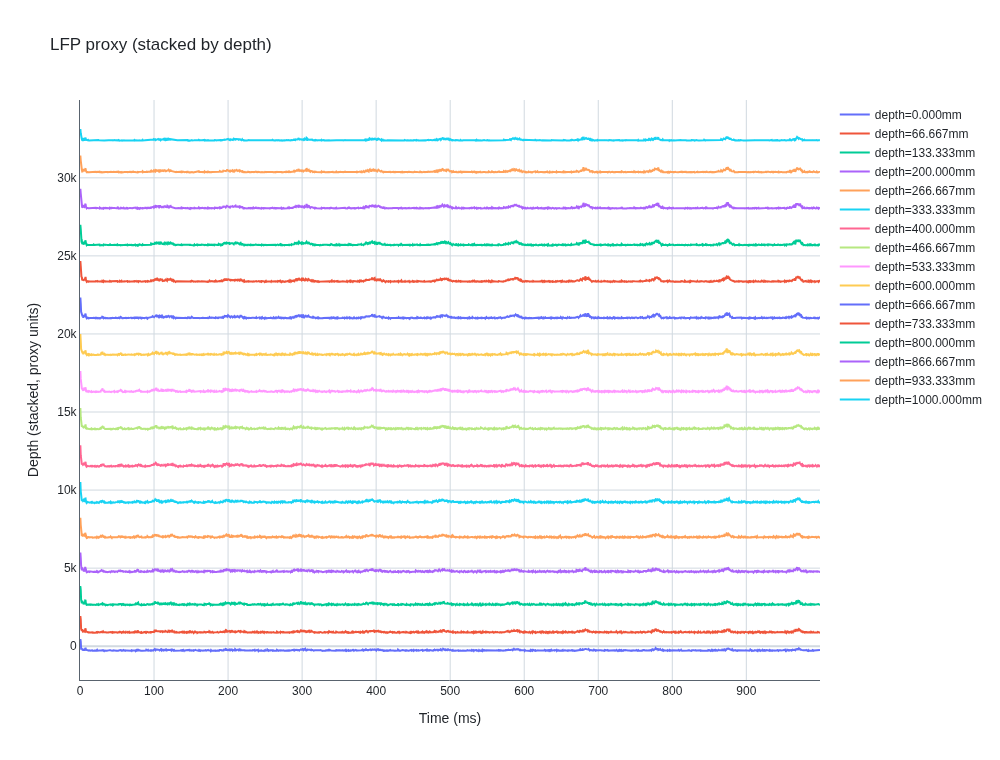 LFP proxy (stacked by depth)
depth=0.000mm
depth=66.667mm
depth=133.333mm
depth=200.000mm
depth=266.667mm
depth=333.333mm
depth=400.000mm
depth=466.667mm
depth=533.333mm
depth=600.000mm
depth=666.667mm
depth=733.333mm
depth=800.000mm
depth=866.667mm
depth=933.333mm
depth=1000.000mm
30k
25k
20k
15k
10k
5k
0
Depth (stacked, proxy units)
0 100 200 300 400 500 600 700 800 900
Time (ms)